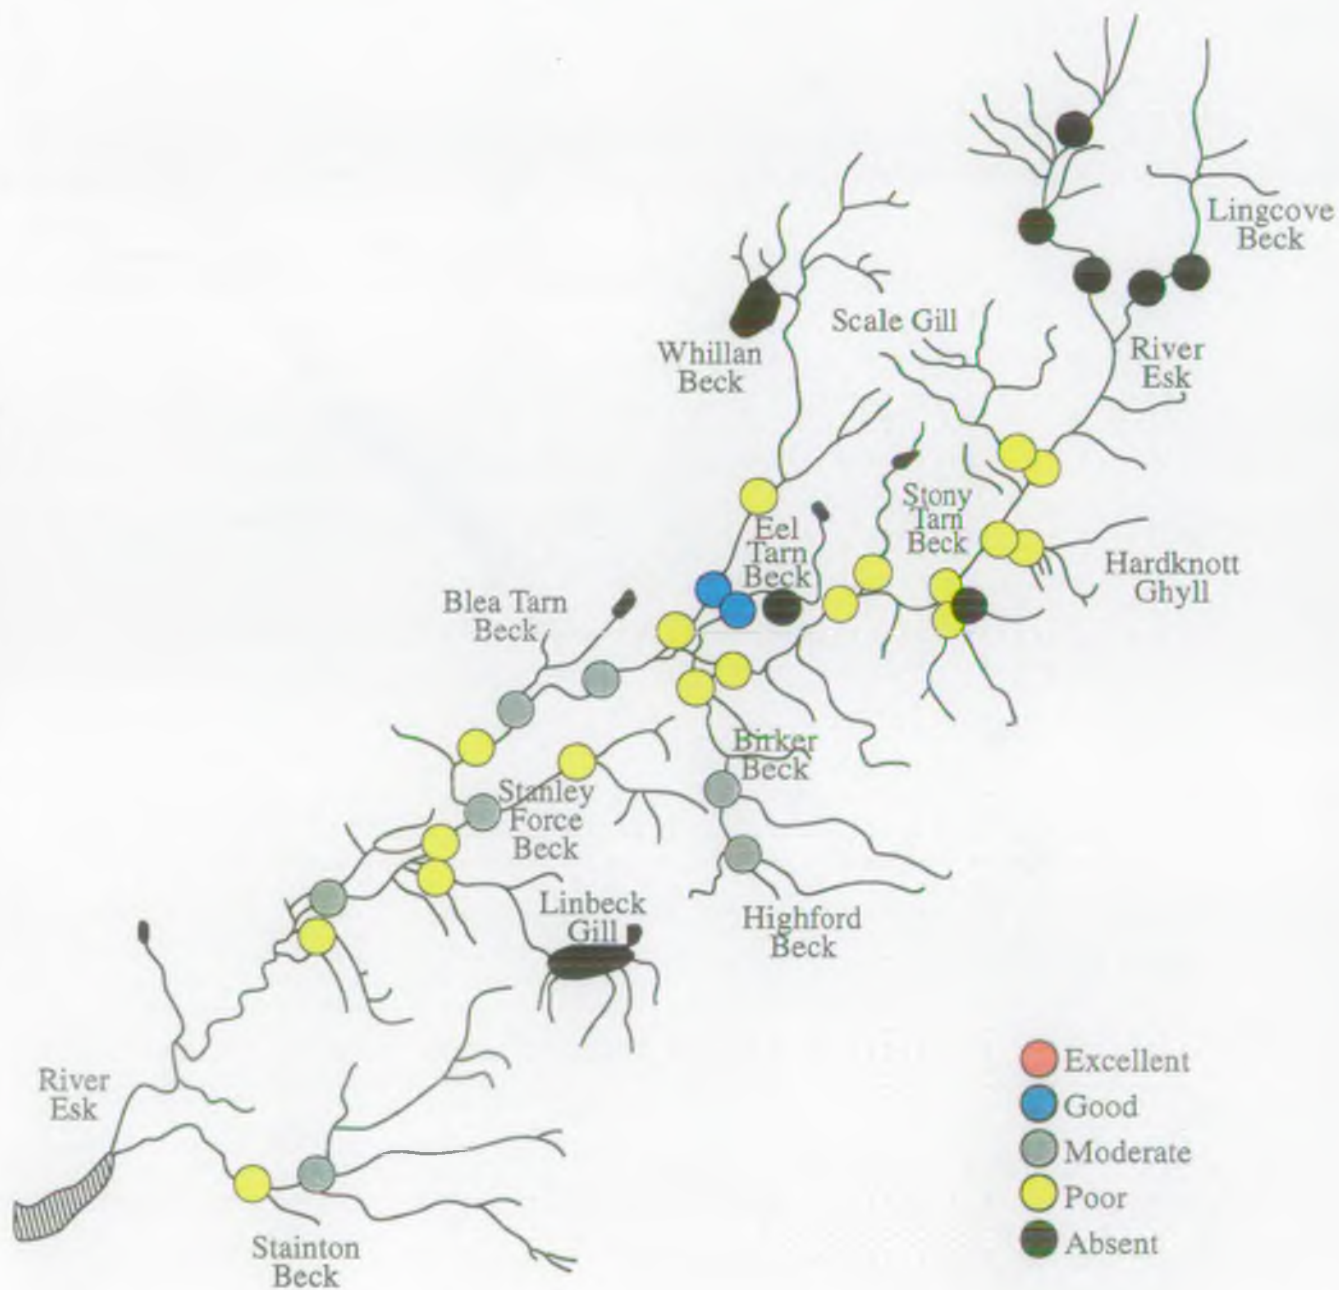 Lingcove
Beck
Scale Gill
Whillan
Beck
River
Esk
Stony
Tarn
Beck
Eel
Tarn
Beck
Hardknott
Ghyll
Blea Tarn
Beck
Birker
Beck
Stanley
Force
Beck
Linbeck
Gill
Highford
Beck
River
Esk
Stainton
Beck
Excellent
Good
Moderate
Poor
Absent